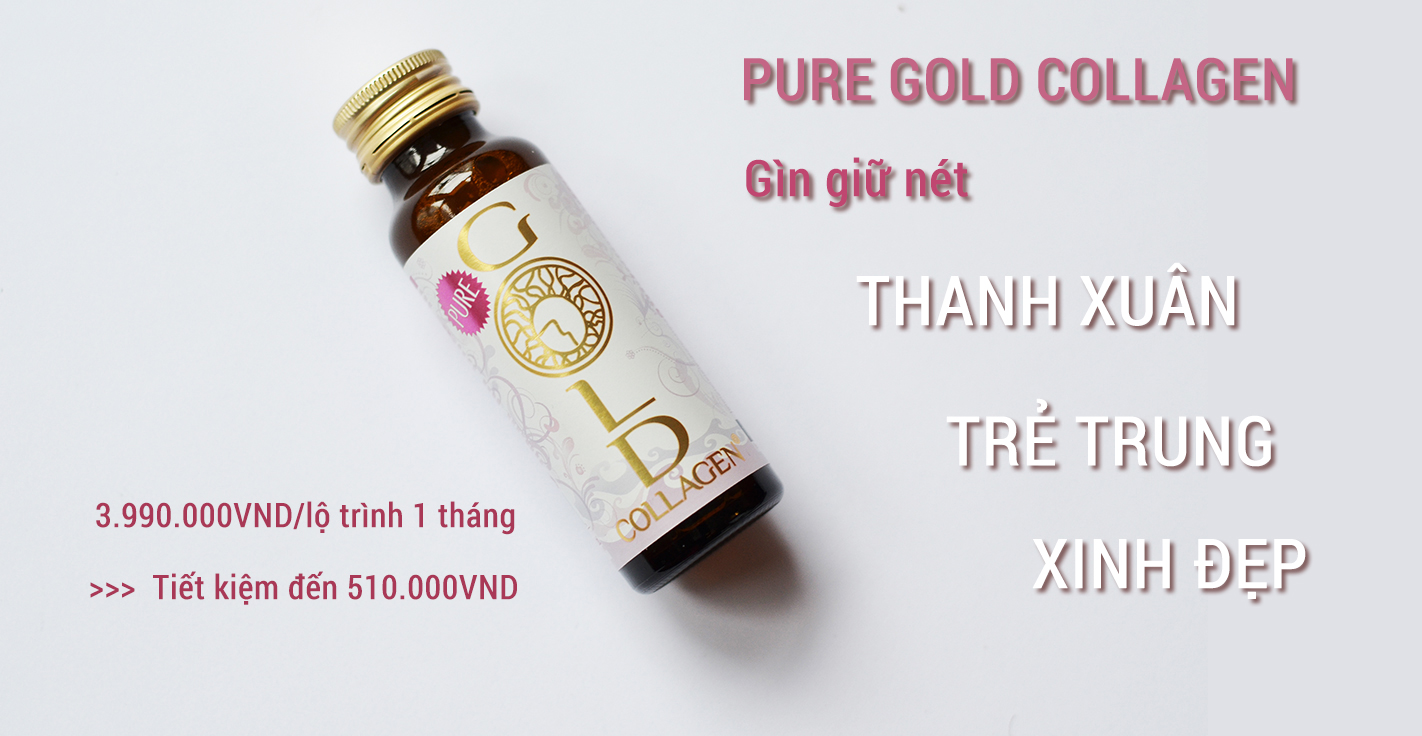 PURE GOLD COLLAGEN
Gìn giữ nét
THANH XUÂN
TRẺ TRUNG
XINH ĐẸP
GOLD
PURE
COLLAGEN
3.990.000VND/lộ trình 1 tháng
>>> Tiết kiệm đến 510.000VND